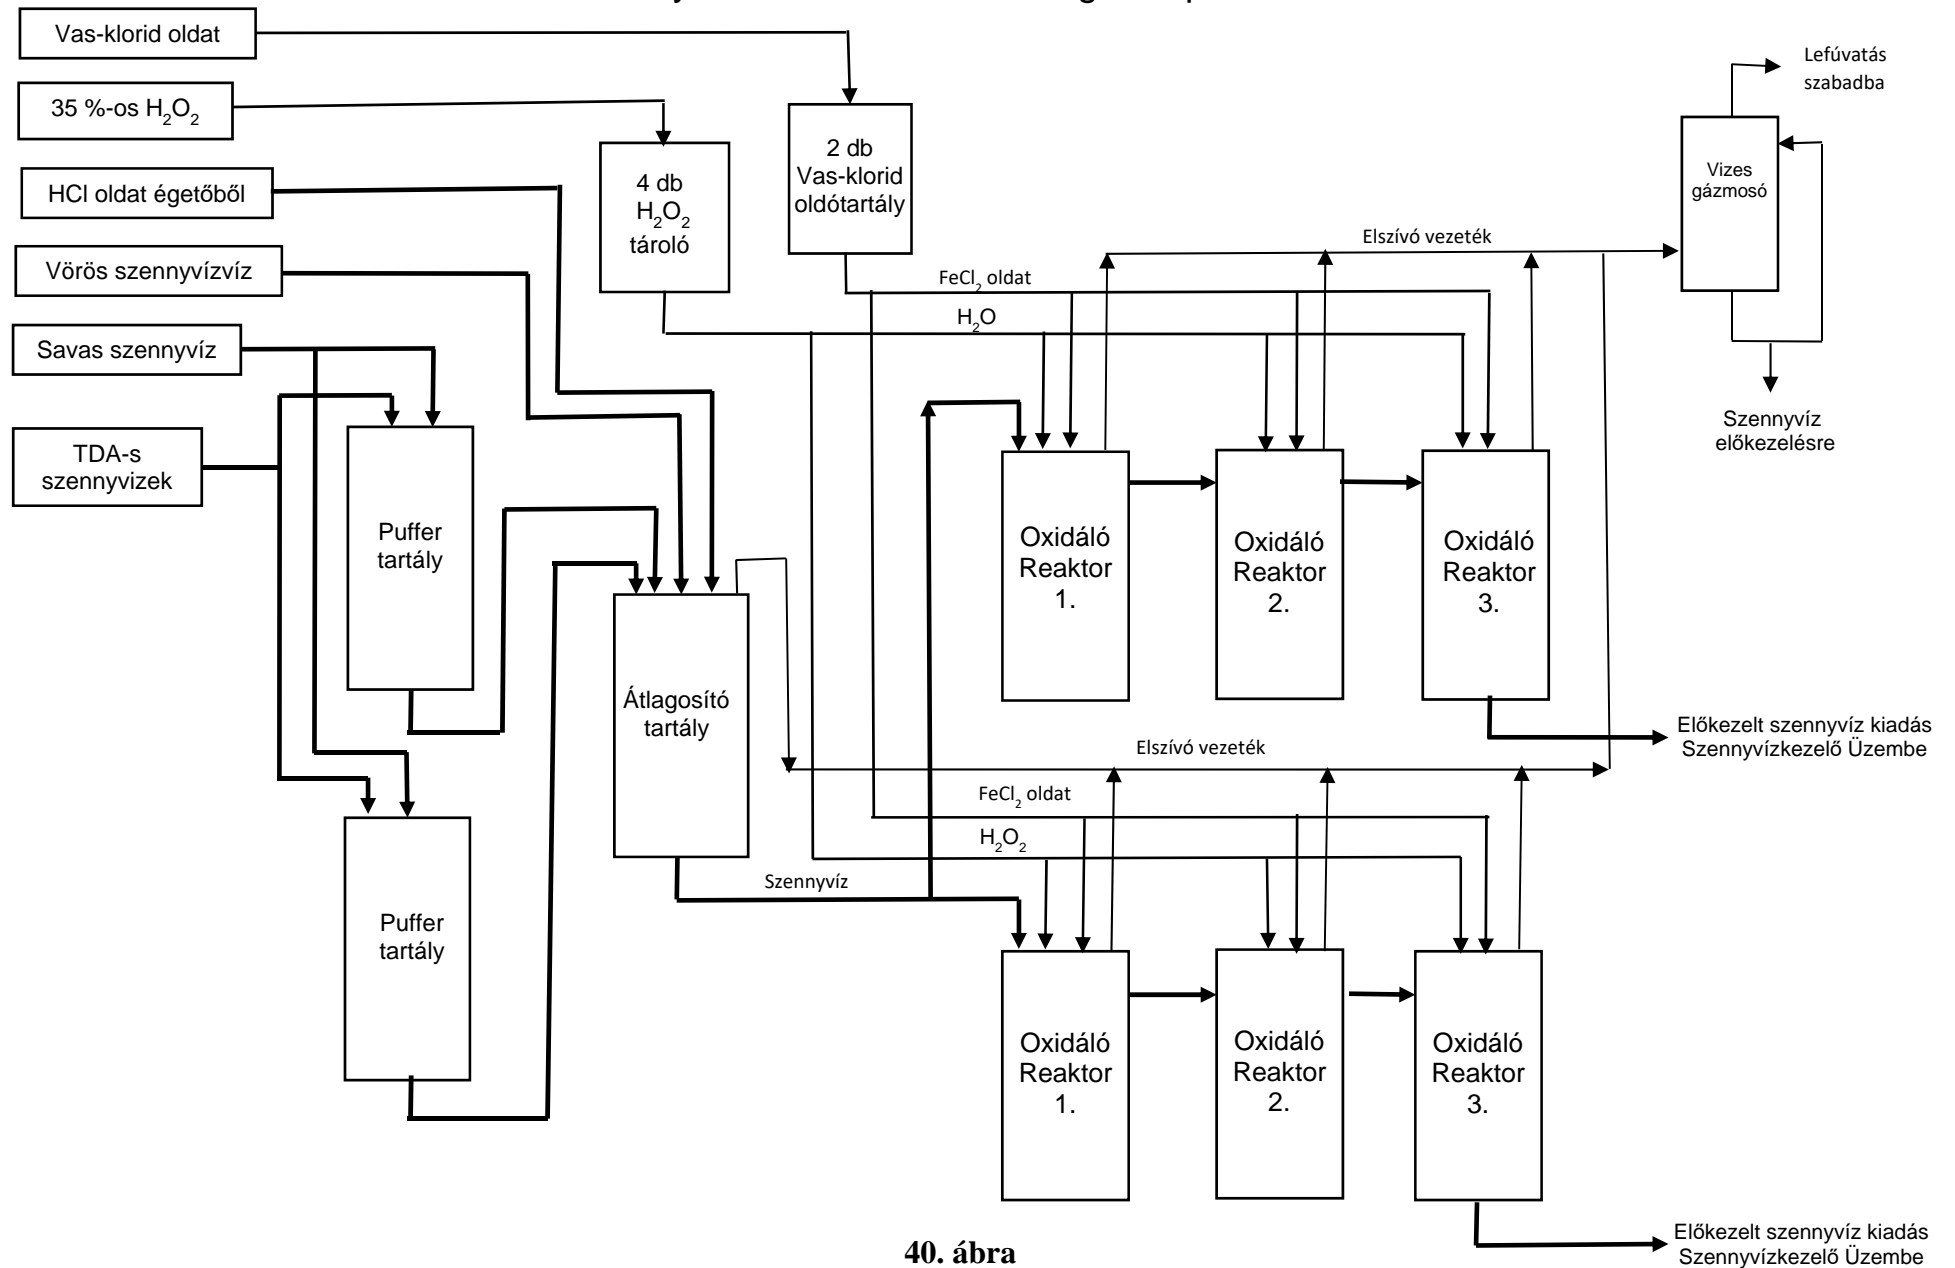 Vas-klorid oldat
35 %-os H₂O₂
HCl oldat égetőből
Vörös szennyvízvíz
Savas szennyvíz
TDA-s
szennyvizek
4 db
H₂O₂
tároló
2 db
Vas-klorid
oldótartály
Lefúvatás
szabadba
Vizes
gázmosó
Elszívó vezeték
FeCl₂ oldat
H₂O
Szennyvíz
előkezelésre
Puffer
tartály
Oxidáló
Reaktor
1.
Oxidáló
Reaktor
2.
Oxidáló
Reaktor
3.
Átlagosító
tartály
Előkezelt szennyvíz kiadás
Szennyvízkezelő Üzembe
Elszívó vezeték
FeCl₂ oldat
H₂O₂
Szennyvíz
Puffer
tartály
Oxidáló
Reaktor
1.
Oxidáló
Reaktor
2.
Oxidáló
Reaktor
3.
Előkezelt szennyvíz kiadás
Szennyvízkezelő Üzembe
40. ábra